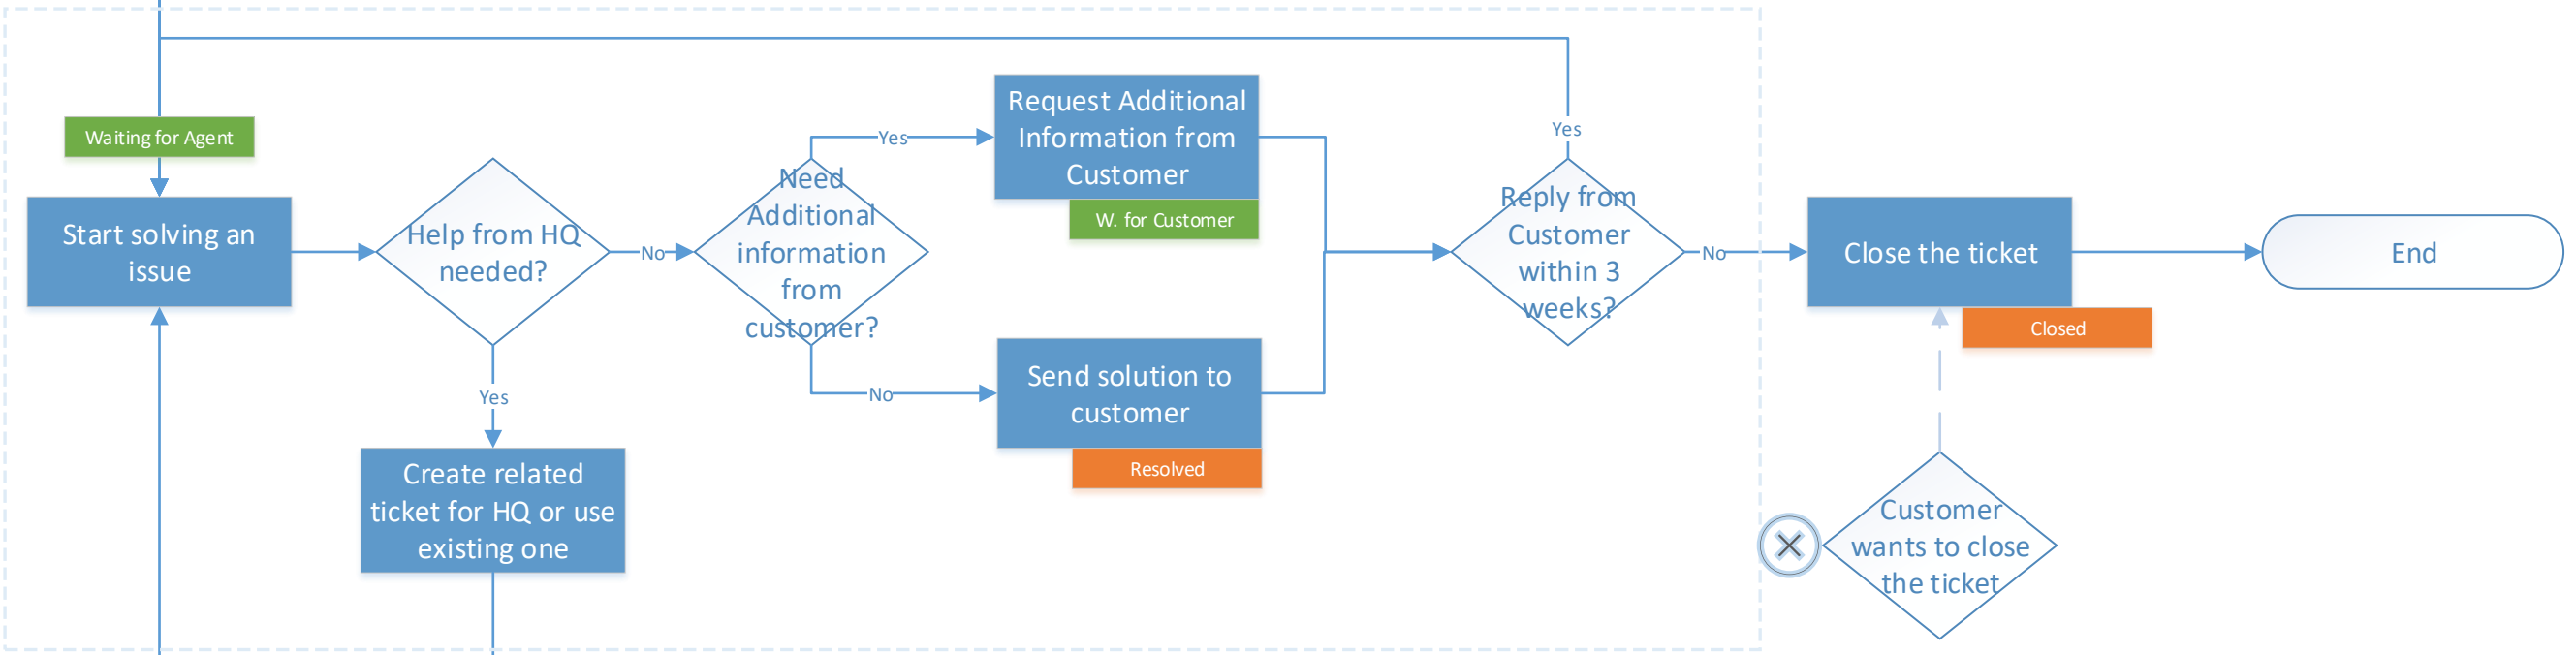 Waiting for Agent
Start solving an
issue
Help from HQ
needed?
No
Yes
Create related
ticket for HQ or use
existing one
Need
Additional
information
from
customer?
Yes
No
Request Additional
Information from
Customer
W. for Customer
Send solution to
customer
Resolved
Reply from
Customer
within 3
weeks?
Yes
No
Close the ticket
Closed
End
Customer
wants to close
the ticket